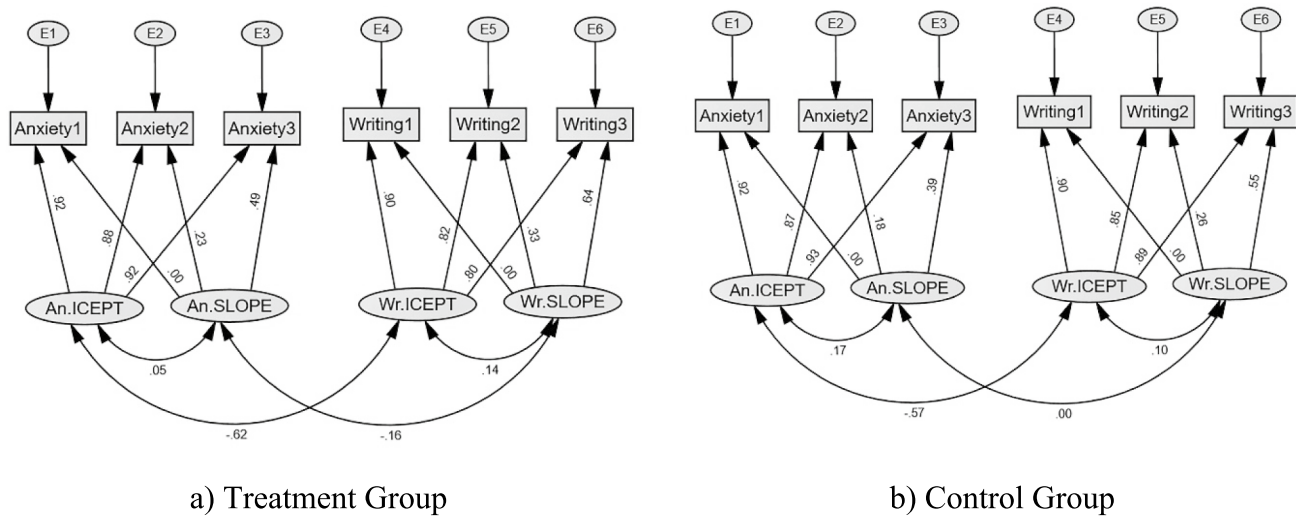 E1 E2 E3 E4 E5 E6
Anxiety1 Anxiety2 Anxiety3 Writing1 Writing2 Writing3
.92 .88 .92 .00 .23 .49 .90 .82 .80 .00 .33 .64
An.ICEPT An.SLOPE Wr.ICEPT Wr.SLOPE
.05 .14
-.62 -.16
a) Treatment Group
E1 E2 E3 E4 E5 E6
Anxiety1 Anxiety2 Anxiety3 Writing1 Writing2 Writing3
.92 .87 .93 .00 .18 .39 .90 .85 .89 .00 .26 .55
An.ICEPT An.SLOPE Wr.ICEPT Wr.SLOPE
.17 .10
-.57 .00
b) Control Group